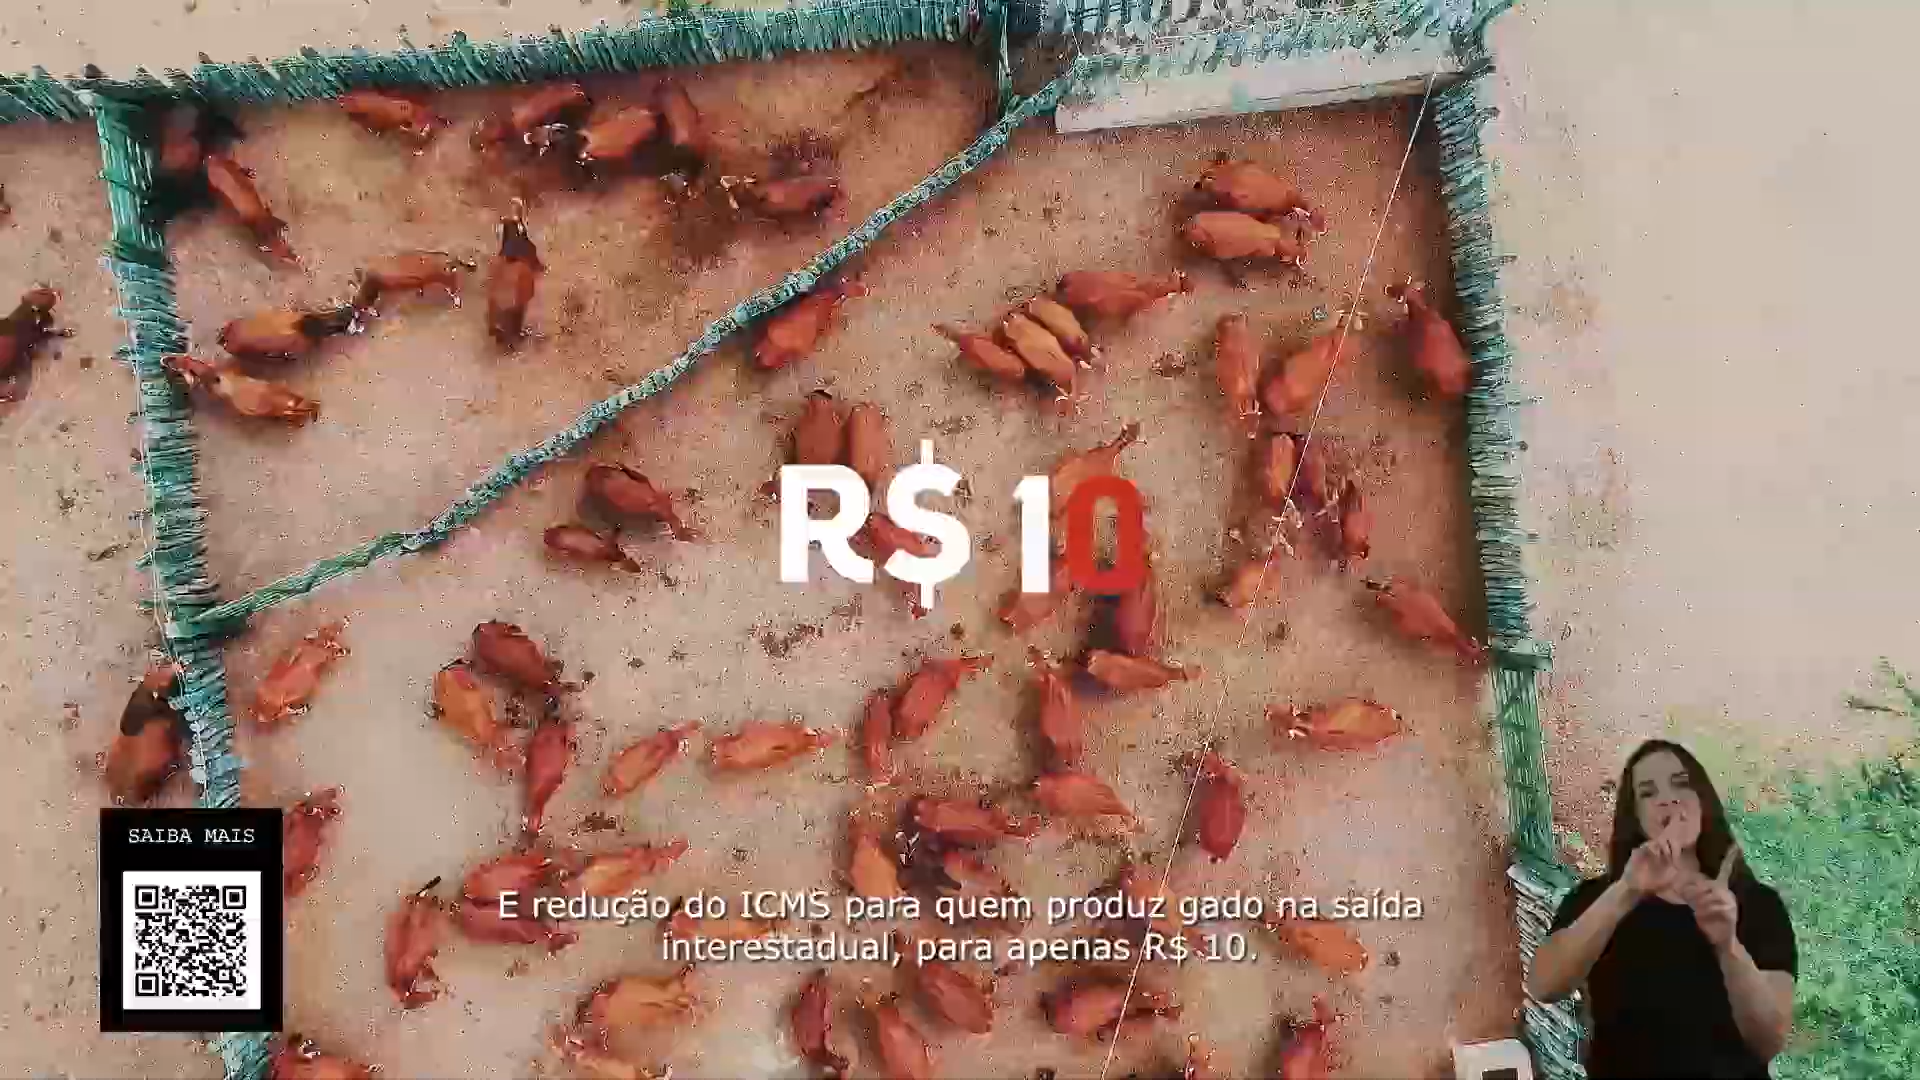 R$ 10
SAIBA MAIS
E redução do ICMS para quem produz gado na saída
interestadual, para apenas R$ 10.